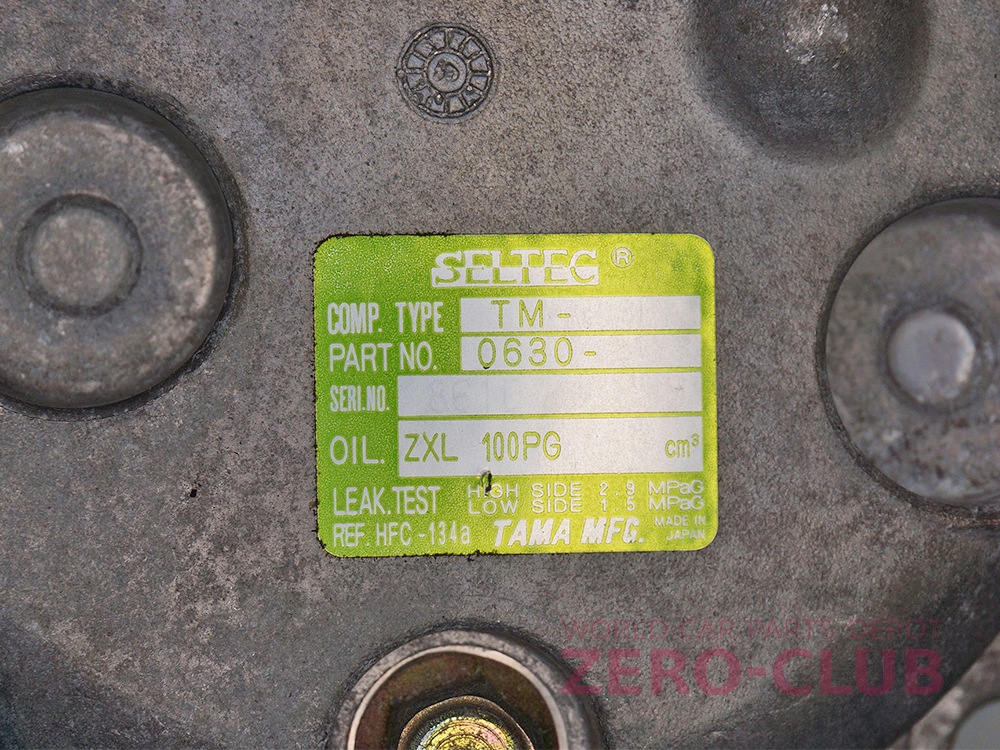 SELTEC ®
COMP. TYPE TM-
PART NO. 0630-
SERI.NO.
OIL. ZXL 100PG cm³
LEAK.TEST HIGH SIDE 2.9 MPaG
LOW SIDE 1.5 MPaG
REF. HFC-134a TAMA MFG. MADE IN
JAPAN
WORLD CAR PARTS DEPOT
ZERO-CLUB